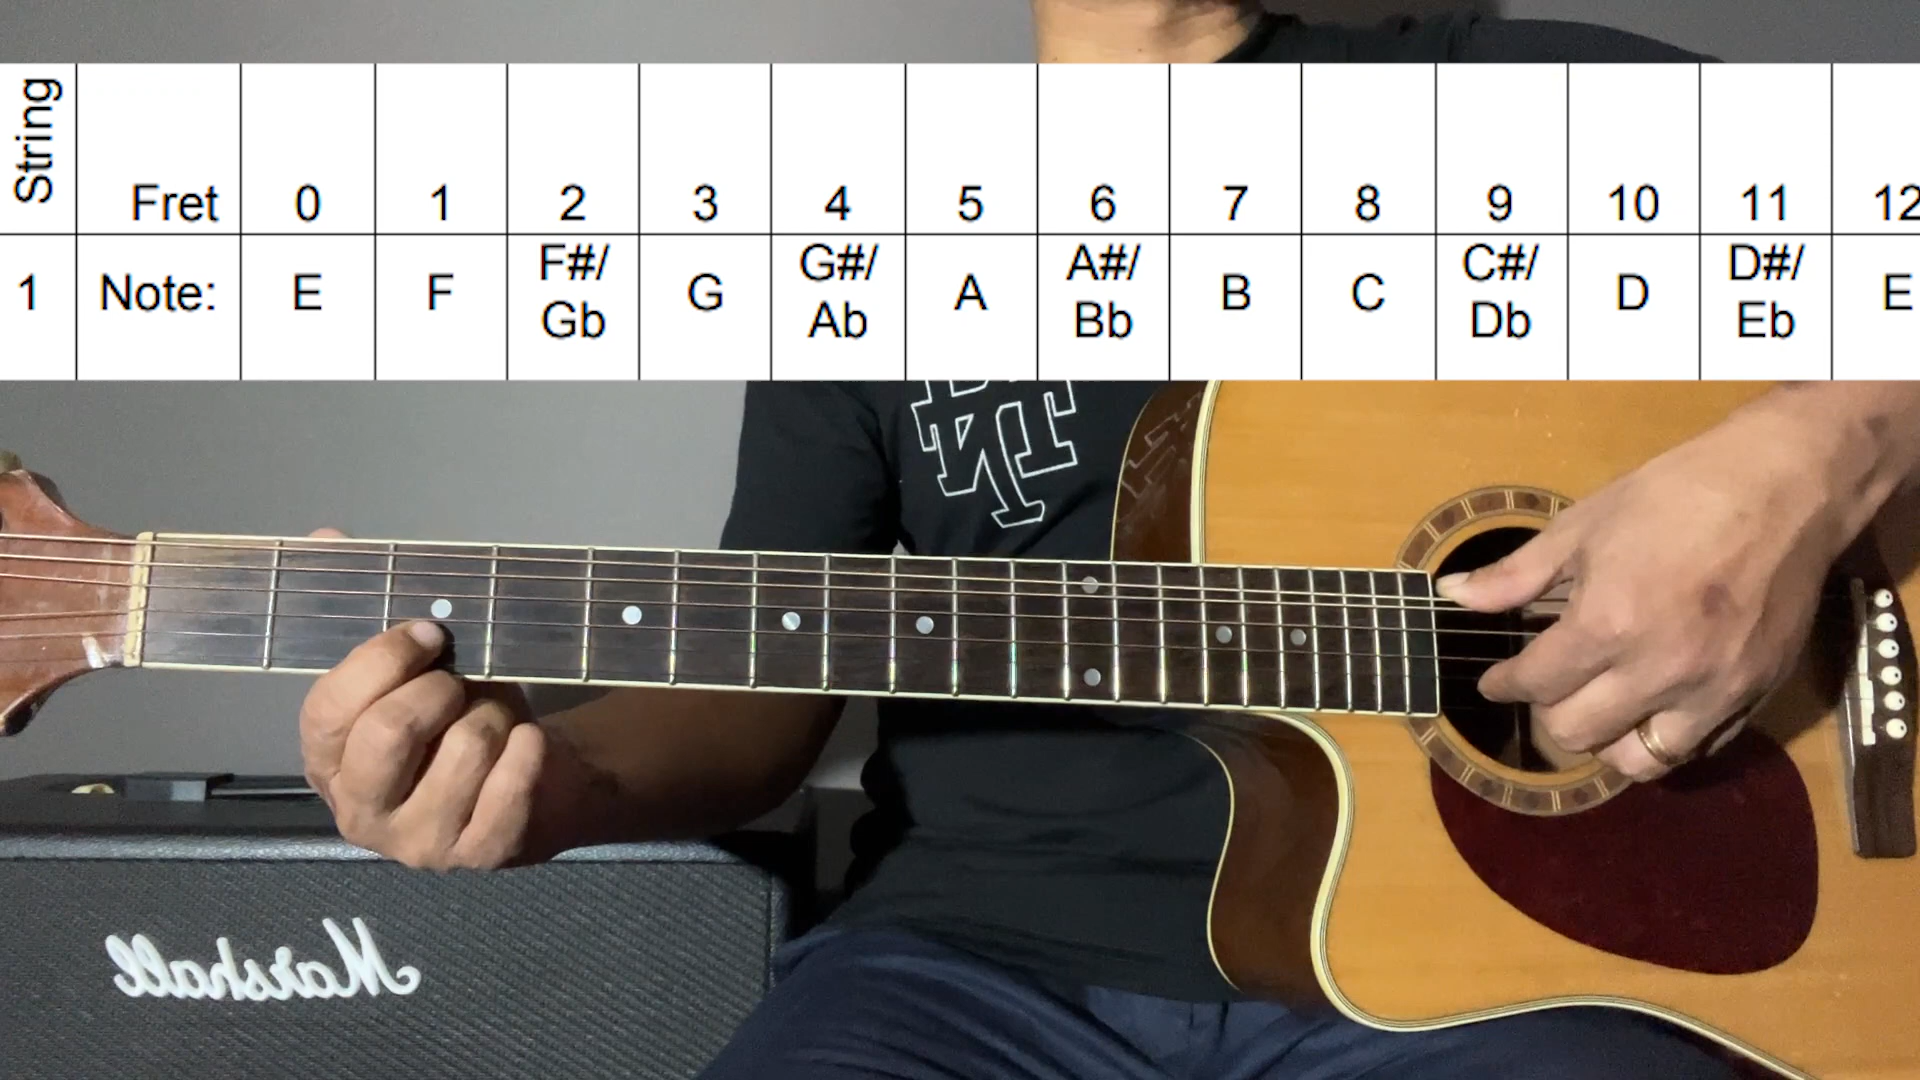 String Fret 0 1 2 3 4 5 6 7 8 9 10 11 12
1 Note: E F F#/Gb G G#/Ab A A#/Bb B C C#/Db D D#/Eb E
Marshall